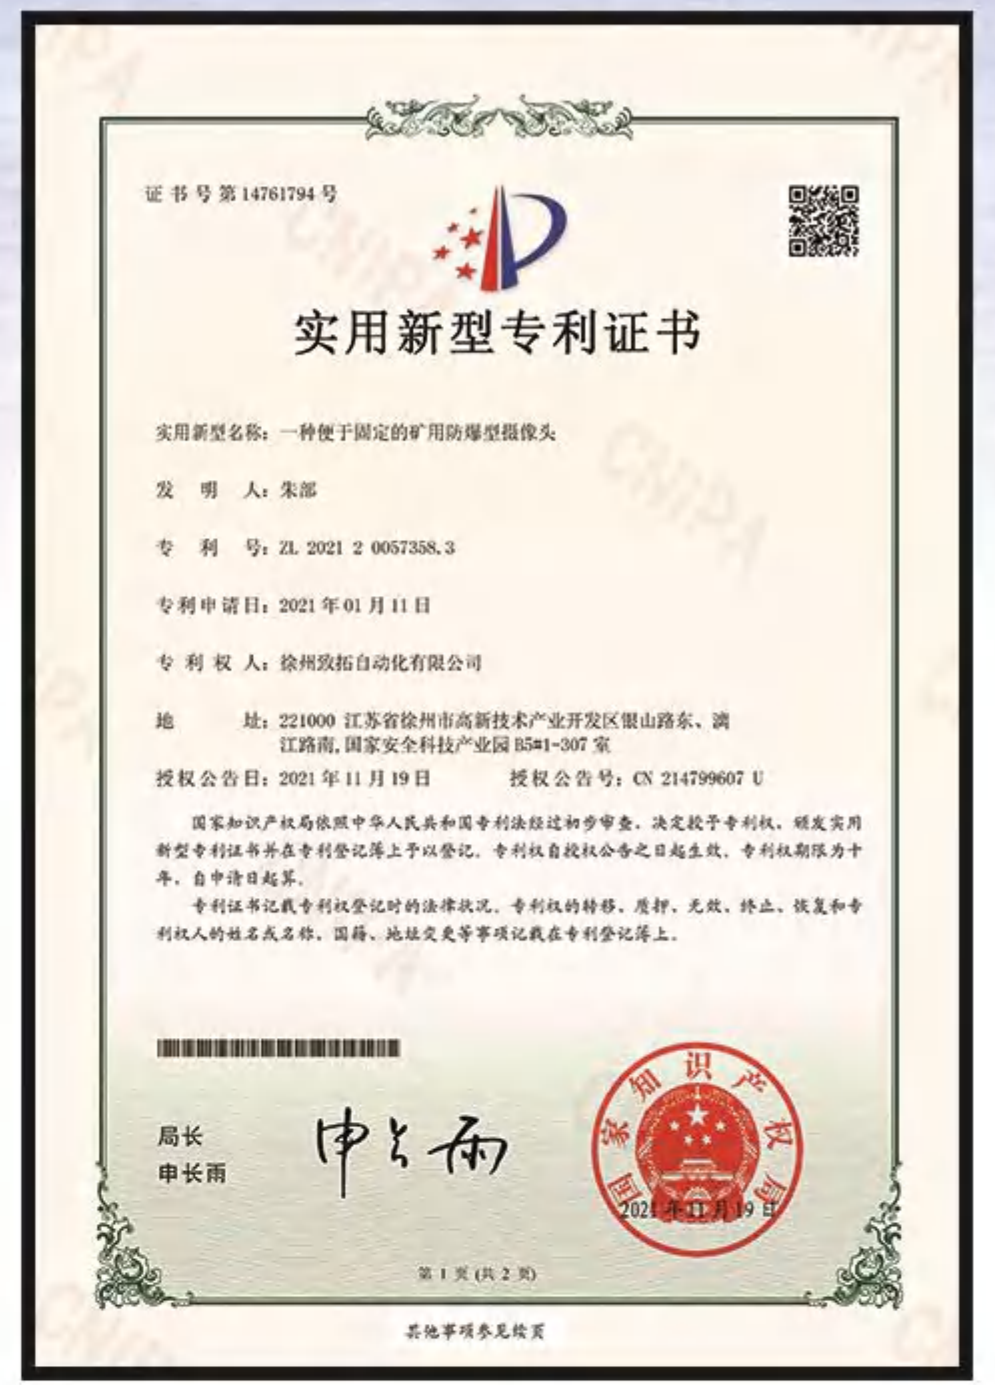 证书号第14761794号
实用新型专利证书
实用新型名称：一种便于固定的矿用防爆型摄像头
发明人：朱部
专利号：ZL 2021 2 0057358.3
专利申请日：2021年01月11日
专利权人：徐州致拓自动化有限公司
地址：221000 江苏省徐州市高新技术产业开发区银山路东、漓
江路南,国家安全科技产业园B5#1-307室
授权公告日：2021年11月19日 授权公告号：CN 214799607 U
国家知识产权局依照中华人民共和国专利法经过初步审查，决定授予专利权，颁发实用
新型专利证书并在专利登记簿上予以登记。专利权自授权公告之日起生效。专利权期限为十
年，自申请日起算。
专利证书记载专利权登记时的法律状况。专利权的转移、质押、无效、终止、恢复和专
利权人的姓名或名称、国籍、地址变更等事项记载在专利登记簿上。
局长
申长雨
申长雨
国家知识产权局
2021年11月19日
第1页(共2页)
其他事项参见续页
CNIPA